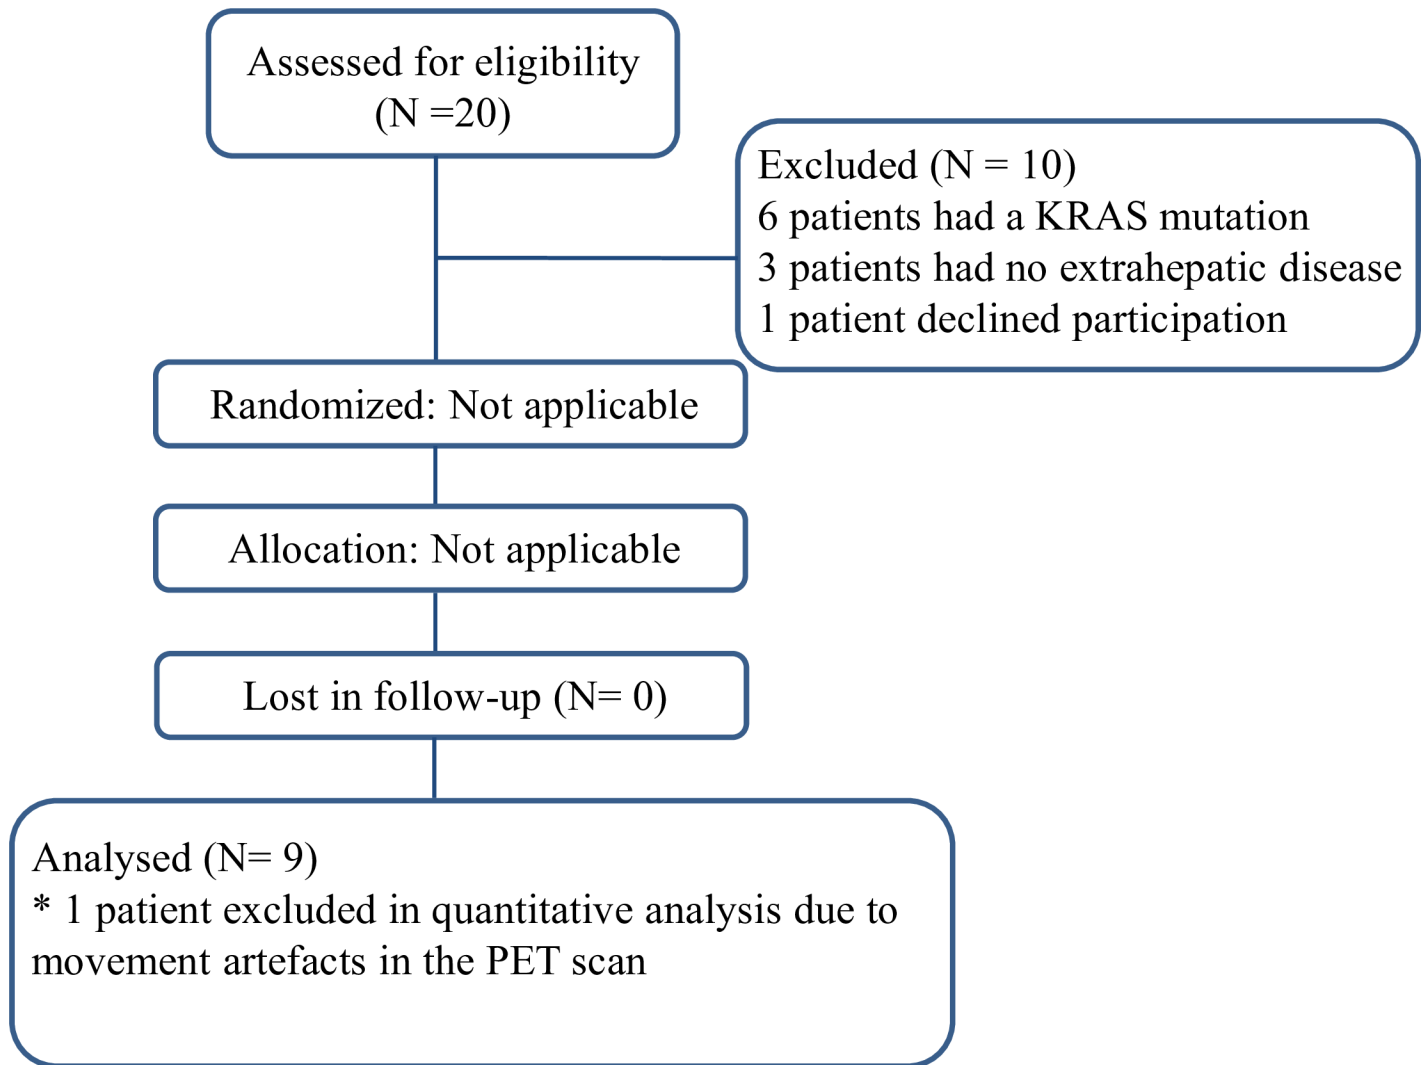 Assessed for eligibility
(N =20)
Excluded (N = 10)
6 patients had a KRAS mutation
3 patients had no extrahepatic disease
1 patient declined participation
Randomized: Not applicable
Allocation: Not applicable
Lost in follow-up (N= 0)
Analysed (N= 9)
* 1 patient excluded in quantitative analysis due to
movement artefacts in the PET scan